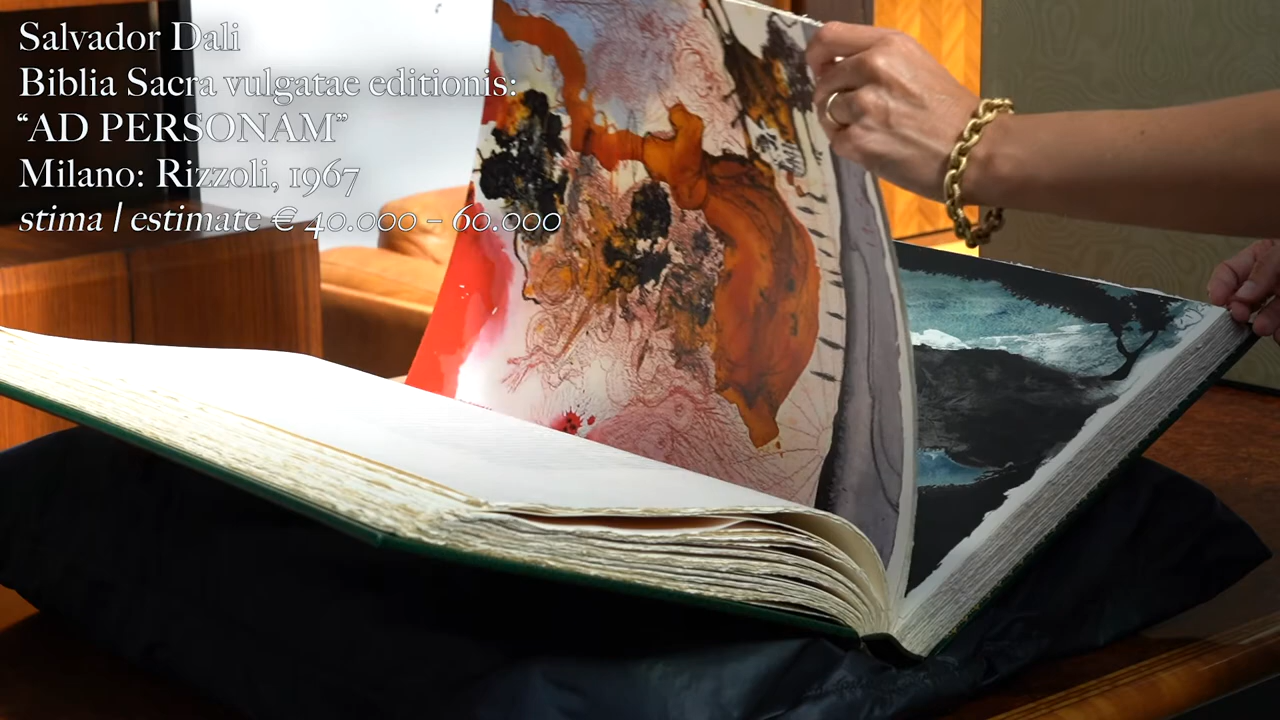 Salvador Dali
Biblia Sacra vulgatae editionis:
“AD PERSONAM”
Milano: Rizzoli, 1967
stima | estimate € 40.000 – 60.000